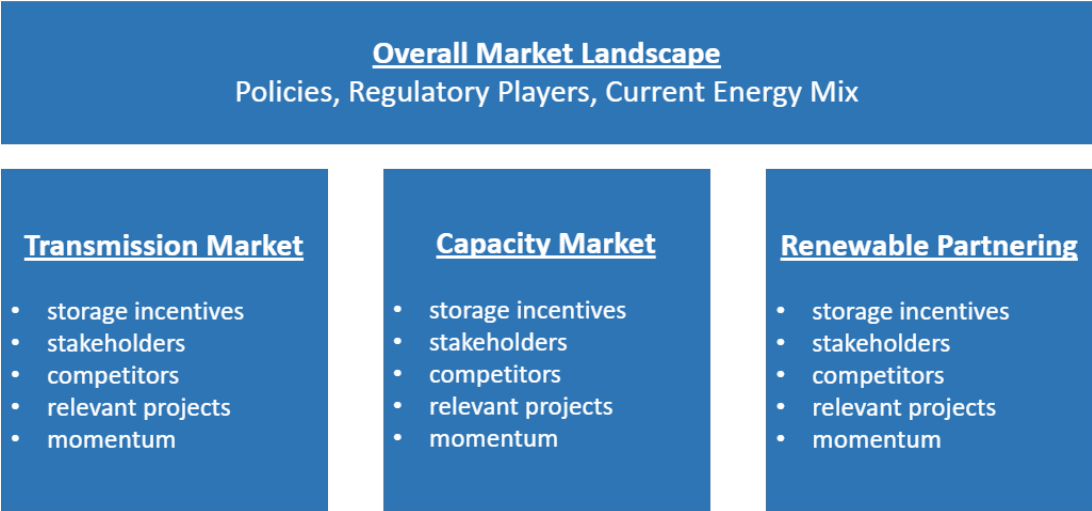 Overall Market Landscape
Policies, Regulatory Players, Current Energy Mix
Transmission Market
• storage incentives
• stakeholders
• competitors
• relevant projects
• momentum
Capacity Market
• storage incentives
• stakeholders
• competitors
• relevant projects
• momentum
Renewable Partnering
• storage incentives
• stakeholders
• competitors
• relevant projects
• momentum